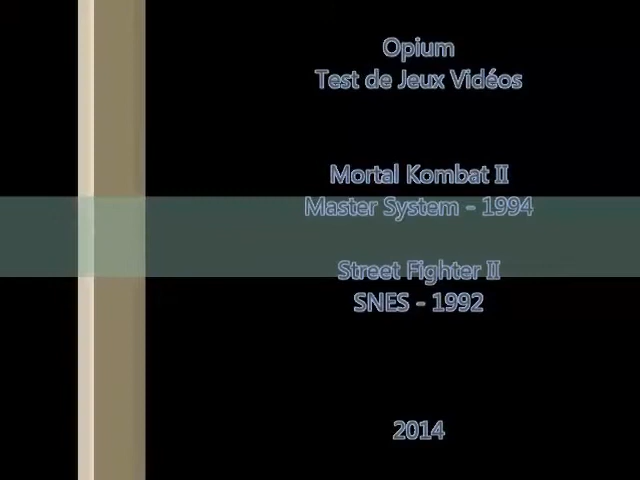 Opium
Test de Jeux Vidéos
Mortal Kombat II
Master System - 1994
Street Fighter II
SNES - 1992
2014